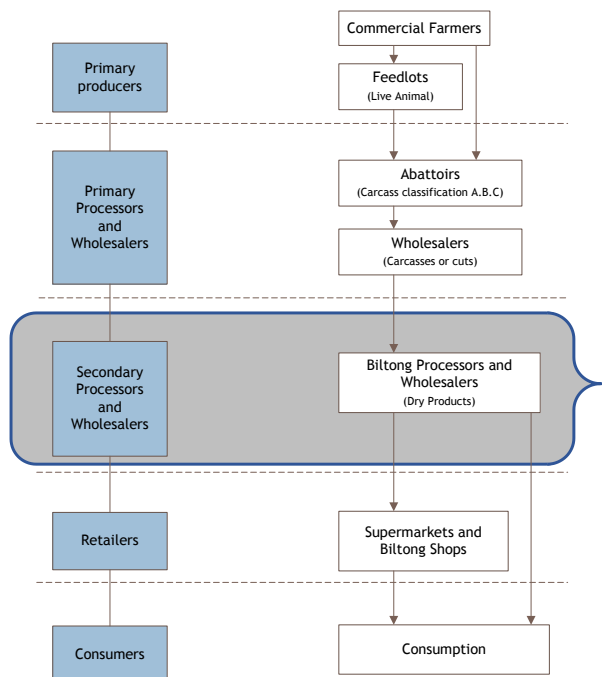 Commercial Farmers
Primary
producers
Feedlots
(Live Animal)
Primary
Processors
and
Wholesalers
Abattoirs
(Carcass classification A.B.C)
Wholesalers
(Carcasses or cuts)
Secondary
Processors
and
Wholesalers
Biltong Processors and
Wholesalers
(Dry Products)
Retailers
Supermarkets and
Biltong Shops
Consumers
Consumption